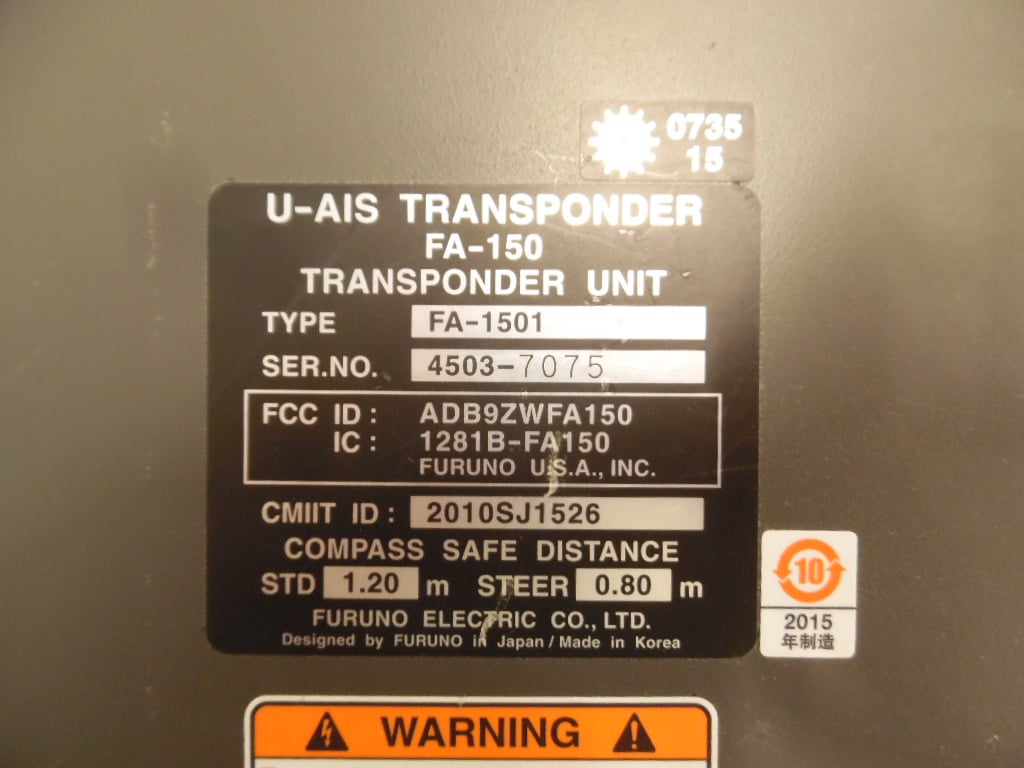 0735
15
U-AIS TRANSPONDER
FA-150
TRANSPONDER UNIT
TYPE FA-1501
SER.NO. 4503-7075
FCC ID: ADB9ZWFA150
IC: 1281B-FA150
FURUNO U.S.A., INC.
CMIIT ID: 2010SJ1526
COMPASS SAFE DISTANCE
STD 1.20 m STEER 0.80 m
FURUNO ELECTRIC CO., LTD.
Designed by FURUNO in Japan / Made in Korea
10
2015
年制造
WARNING